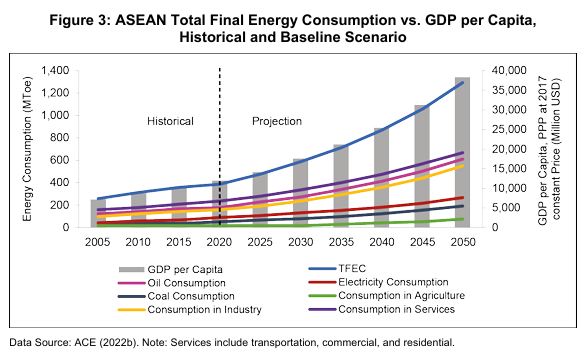 Figure 3: ASEAN Total Final Energy Consumption vs. GDP per Capita,
Historical and Baseline Scenario
Energy Consumption (MToe)
1,400
1,200
1,000
800
600
400
200
0
Historical
Projection
40,000
35,000
30,000
25,000
20,000
15,000
10,000
5,000
0
GDP per Capita, PPP at 2017
constant Price (Million USD)
2005 2010 2015 2020 2025 2030 2035 2040 2045 2050
GDP per Capita TFEC
Oil Consumption Electricity Consumption
Coal Consumption Consumption in Agriculture
Consumption in Industry Consumption in Services
Data Source: ACE (2022b). Note: Services include transportation, commercial, and residential.